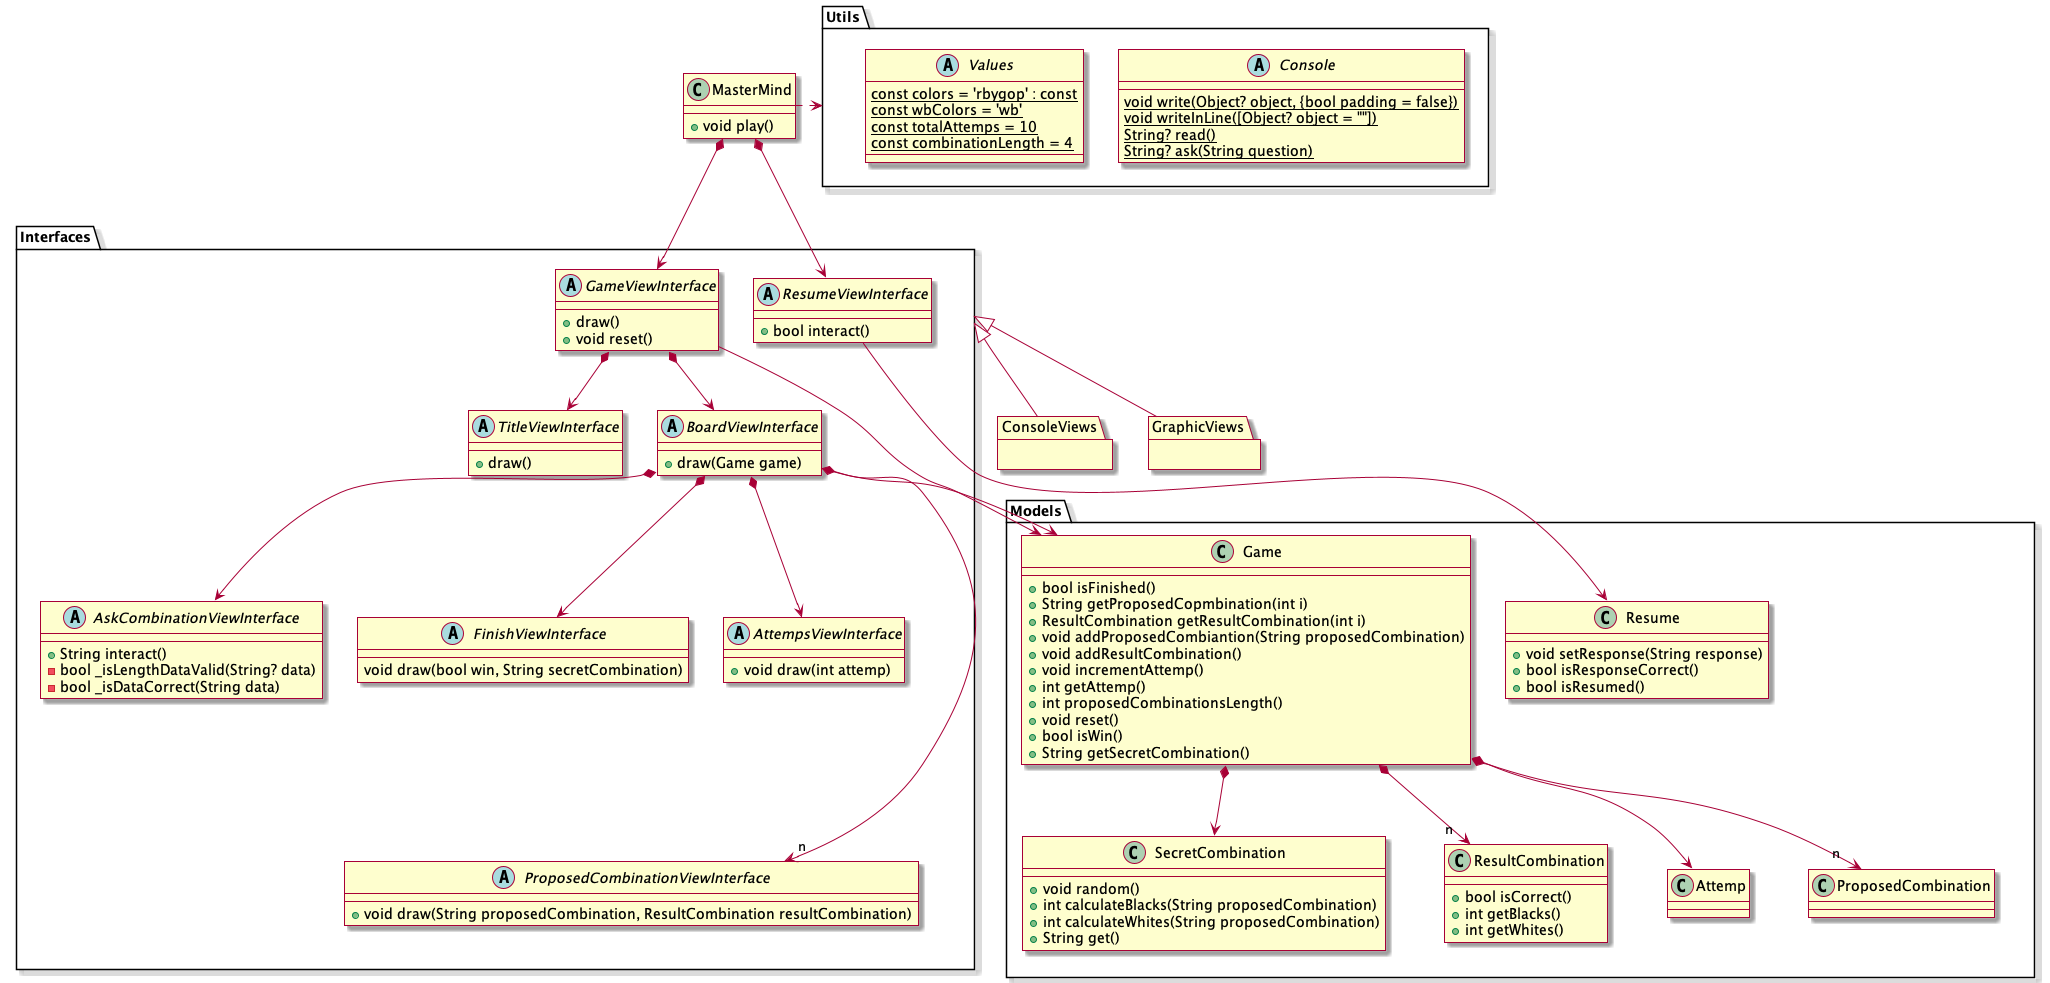 Utils
A Values
const colors = 'rbygop' : const
const wbColors = 'wb'
const totalAttemps = 10
const combinationLength = 4
A Console
void write(Object? object, {bool padding = false})
void writeInLine([Object? object = ""])
String? read()
String? ask(String question)
C MasterMind
void play()
Interfaces
A GameViewInterface
draw()
void reset()
A ResumeViewInterface
bool interact()
A TitleViewInterface
draw()
A BoardViewInterface
draw(Game game)
ConsoleViews
GraphicViews
A AskCombinationViewInterface
String interact()
bool _isLengthDataValid(String? data)
bool _isDataCorrect(String data)
A FinishViewInterface
void draw(bool win, String secretCombination)
A AttempsViewInterface
void draw(int attemp)
n
A ProposedCombinationViewInterface
void draw(String proposedCombination, ResultCombination resultCombination)
Models
C Game
bool isFinished()
String getProposedCopmbination(int i)
ResultCombination getResultCombination(int i)
void addProposedCombiantion(String proposedCombination)
void addResultCombination()
void incrementAttemp()
int getAttemp()
int proposedCombinationsLength()
void reset()
bool isWin()
String getSecretCombination()
C Resume
void setResponse(String response)
bool isResponseCorrect()
bool isResumed()
C SecretCombination
void random()
int calculateBlacks(String proposedCombination)
int calculateWhites(String proposedCombination)
String get()
n
C ResultCombination
bool isCorrect()
int getBlacks()
int getWhites()
C Attemp
n
C ProposedCombination